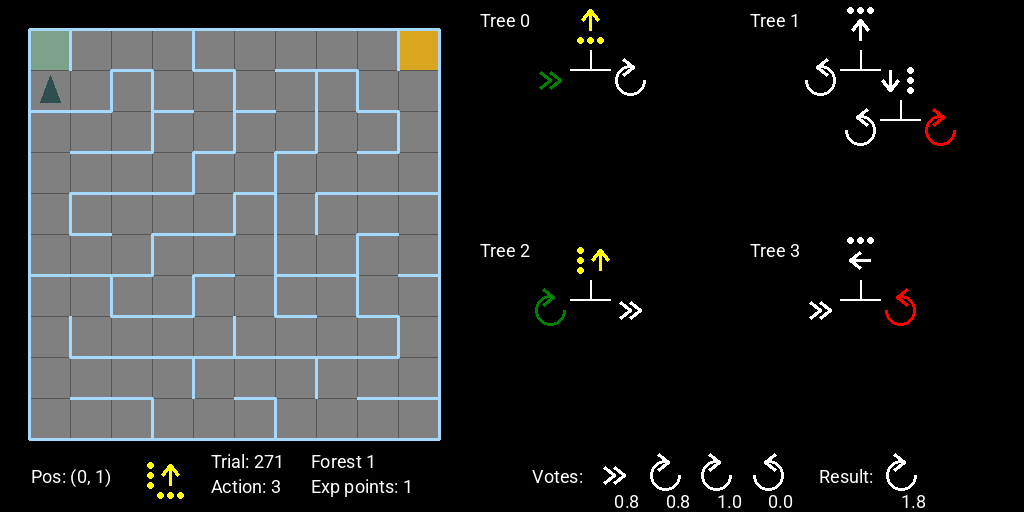 Tree 0
Tree 1
Tree 2
Tree 3
Pos: (0, 1)
Trial: 271
Forest 1
Action: 3
Exp points: 1
Votes:
0.8
0.8
1.0
0.0
Result:
1.8